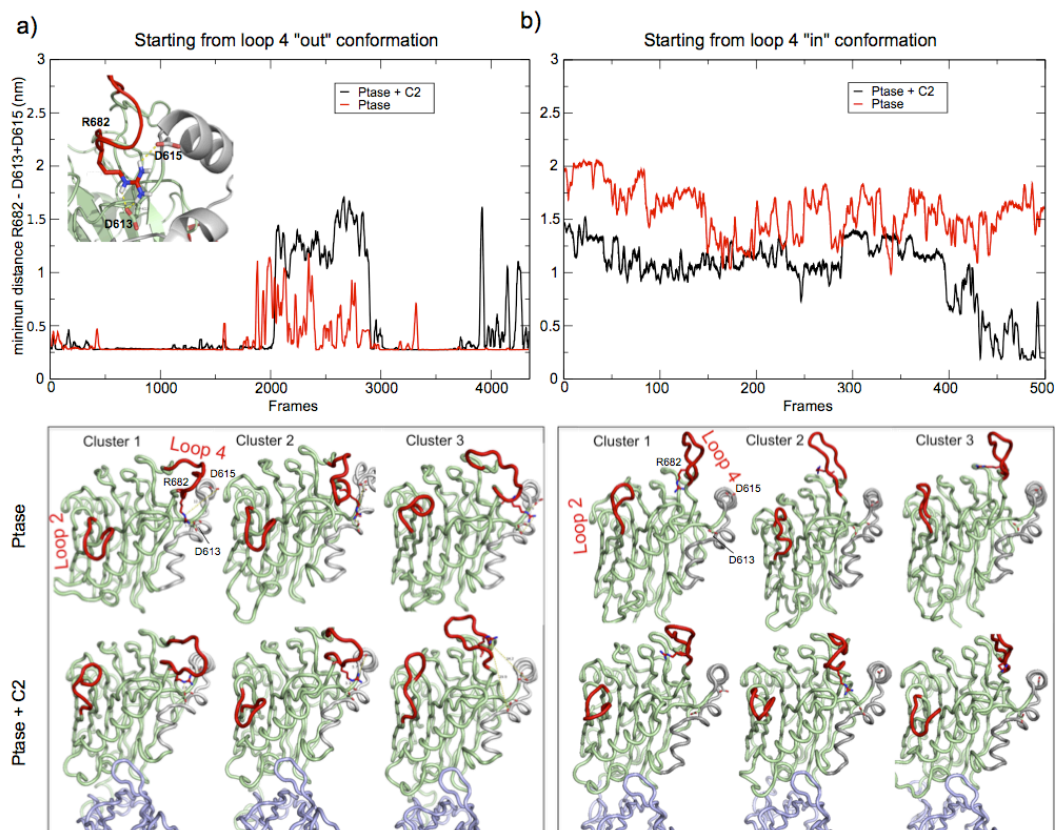 a)
Starting from loop 4 "out" conformation
minimun distance R682 - D613+D615 (nm)
3
2.5
2
1.5
1
0.5
0
0 1000 2000 3000 4000
Frames
Ptase + C2
Ptase
R682
D615
D613
b)
Starting from loop 4 "in" conformation
3
2.5
2
1.5
1
0.5
0
0 100 200 300 400 500
Frames
Ptase + C2
Ptase
Ptase
Cluster 1
Loop 4
Cluster 2
Cluster 3
R682
D615
Loop 2
D613
Cluster 1
Loop 4
Cluster 2
Cluster 3
R682
D615
Loop 2
D613
Ptase + C2